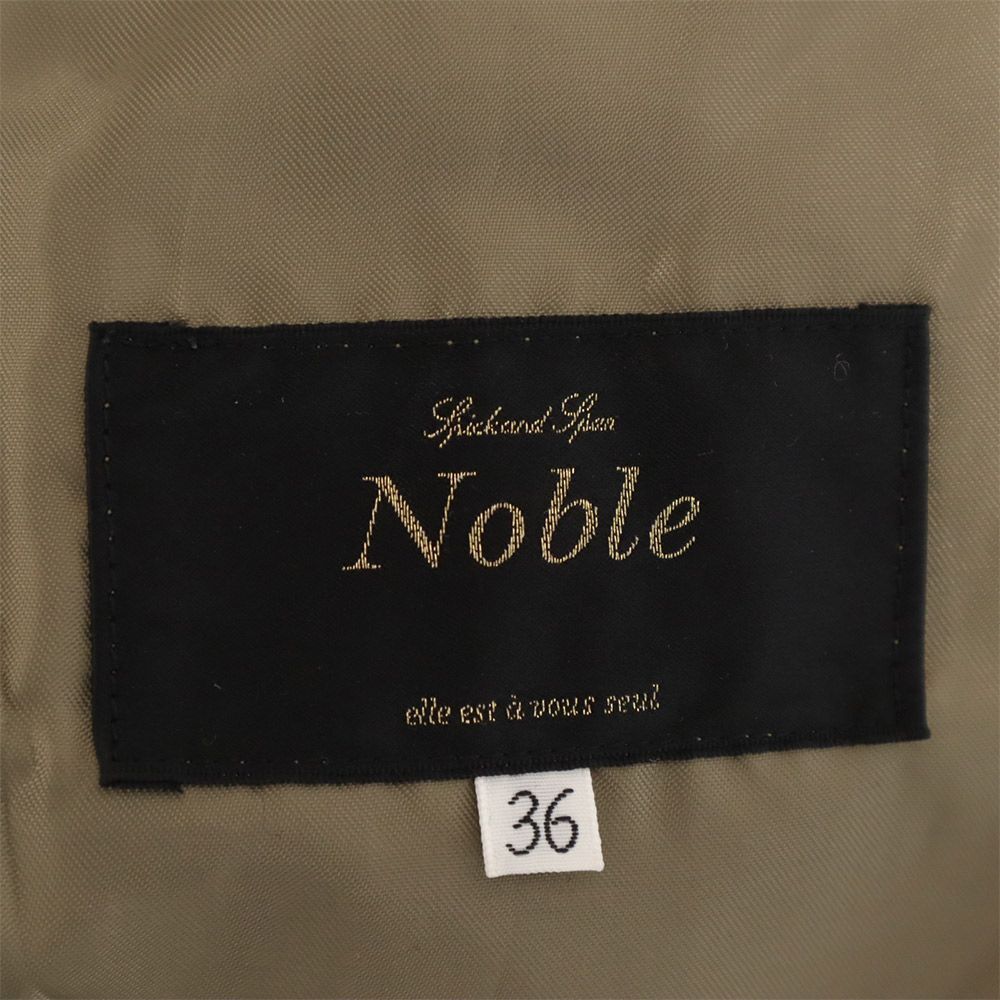 Spick and Span
Noble
elle est à vous seul
36